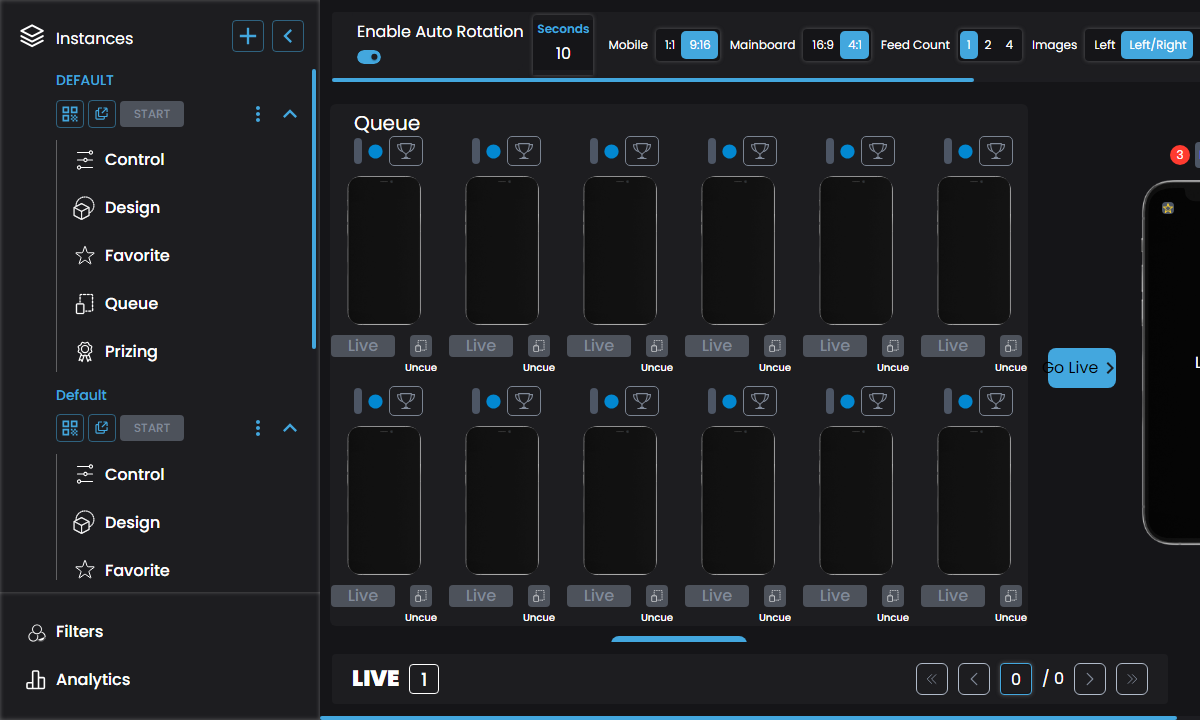 Instances
DEFAULT
START
Control
Design
Favorite
Queue
Prizing
Default
START
Control
Design
Favorite
Filters
Analytics
Enable Auto Rotation
Seconds
10
Mobile 1:1 9:16 Mainboard 16:9 4:1 Feed Count 1 2 4 Images Left Left/Right
Queue
Live Live Live Live Live Live
Uncue Uncue Uncue Uncue Uncue Uncue
Live Live Live Live Live Live
Uncue Uncue Uncue Uncue Uncue Uncue
3
Go Live
L
LIVE 1
0 / 0